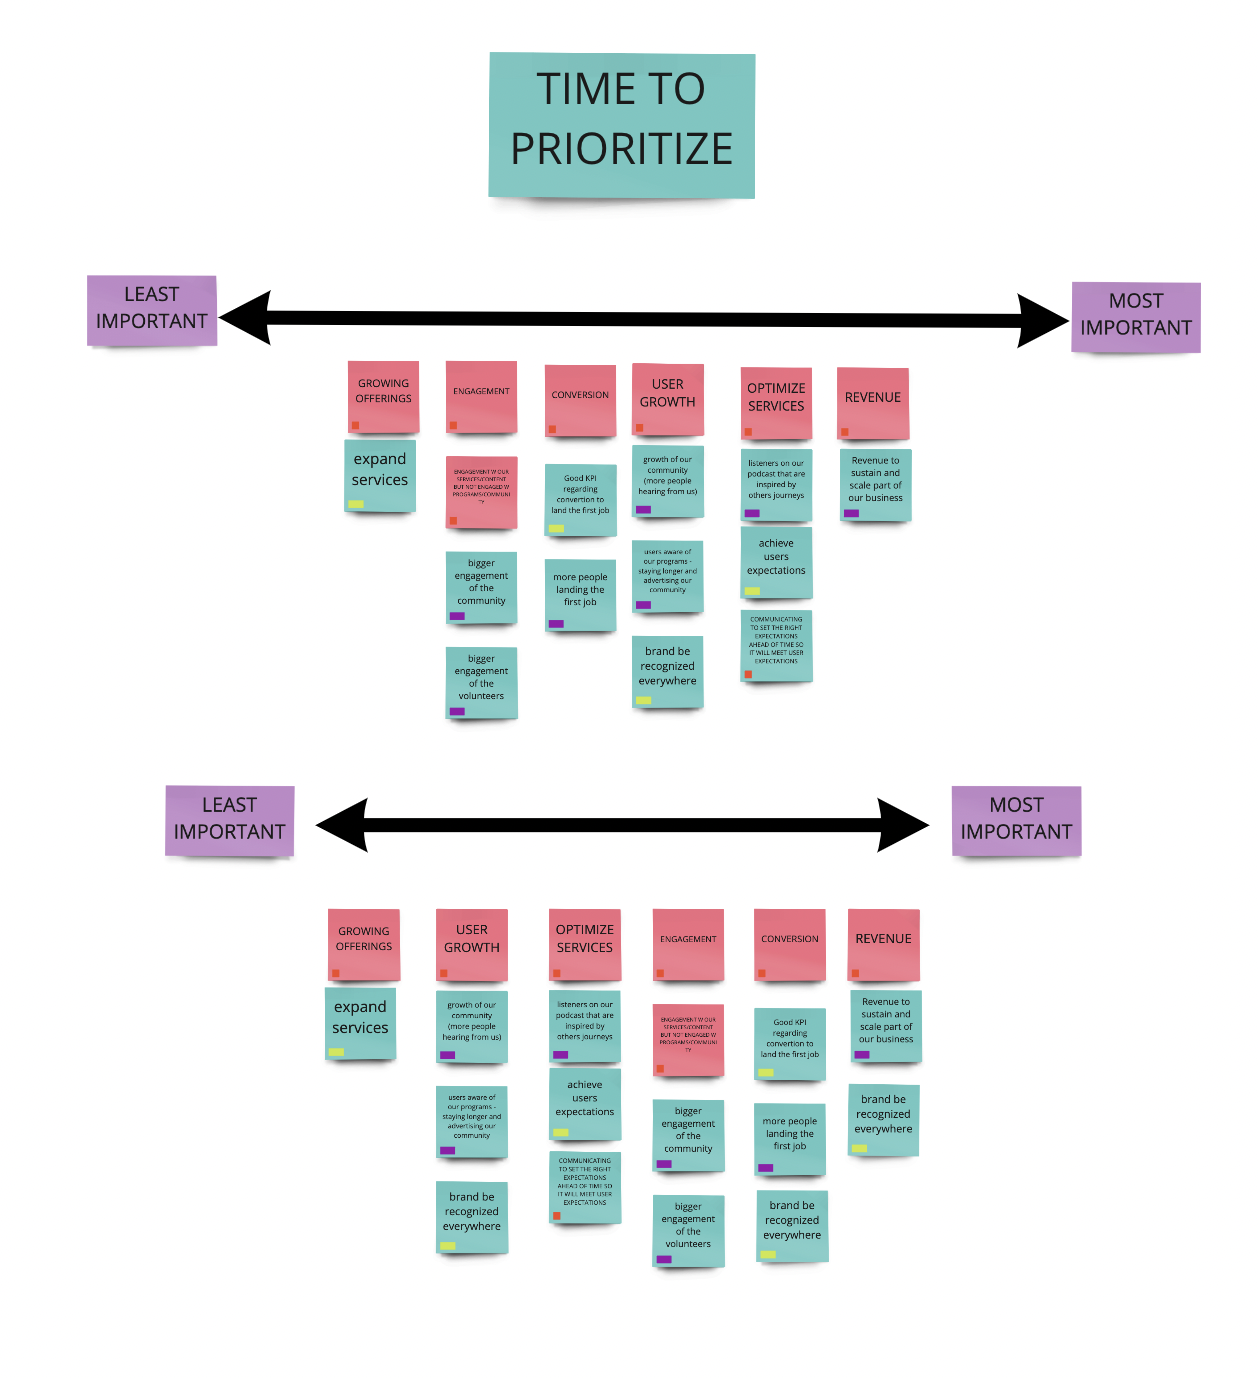 TIME TO
PRIORITIZE
LEAST
IMPORTANT
MOST
IMPORTANT
GROWING
OFFERINGS
expand
services
ENGAGEMENT
ENGAGEMENT W OUR
SERVICES/CONTENT
BUT NOT ENGAGED W
PROGRAMS/COMMUNI
TY
bigger
engagement
of the
community
bigger
engagement
of the
volunteers
CONVERSION
Good KPI
regarding
convertion to
land the first job
more people
landing the
first job
USER
GROWTH
growth of our
community
(more people
hearing from us)
users aware of
our programs -
staying longer and
advertising our
community
brand be
recognized
everywhere
OPTIMIZE
SERVICES
listeners on our
podcast that are
inspired by
others journeys
achieve
users
expectations
COMMUNICATING
TO SET THE RIGHT
EXPECTATIONS
AHEAD OF TIME SO
IT WILL MEET USER
EXPECTATIONS
REVENUE
Revenue to
sustain and
scale part of
our business
LEAST
IMPORTANT
MOST
IMPORTANT
GROWING
OFFERINGS
expand
services
USER
GROWTH
growth of our
community
(more people
hearing from us)
users aware of
our programs -
staying longer and
advertising our
community
brand be
recognized
everywhere
OPTIMIZE
SERVICES
listeners on our
podcast that are
inspired by
others journeys
achieve
users
expectations
COMMUNICATING
TO SET THE RIGHT
EXPECTATIONS
AHEAD OF TIME SO
IT WILL MEET USER
EXPECTATIONS
ENGAGEMENT
ENGAGEMENT W OUR
SERVICES/CONTENT
BUT NOT ENGAGED W
PROGRAMS/COMMUNI
TY
bigger
engagement
of the
community
bigger
engagement
of the
volunteers
CONVERSION
Good KPI
regarding
convertion to
land the first job
more people
landing the
first job
brand be
recognized
everywhere
REVENUE
Revenue to
sustain and
scale part of
our business
brand be
recognized
everywhere